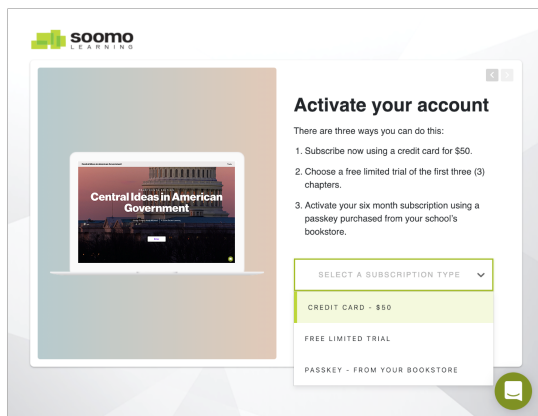 soomo
LEARNING
Central Ideas in American
Government
Activate your account
There are three ways you can do this:
1. Subscribe now using a credit card for $50.
2. Choose a free limited trial of the first three (3)
chapters.
3. Activate your six month subscription using a
passkey purchased from your school's
bookstore.
SELECT A SUBSCRIPTION TYPE
CREDIT CARD - $50
FREE LIMITED TRIAL
PASSKEY - FROM YOUR BOOKSTORE